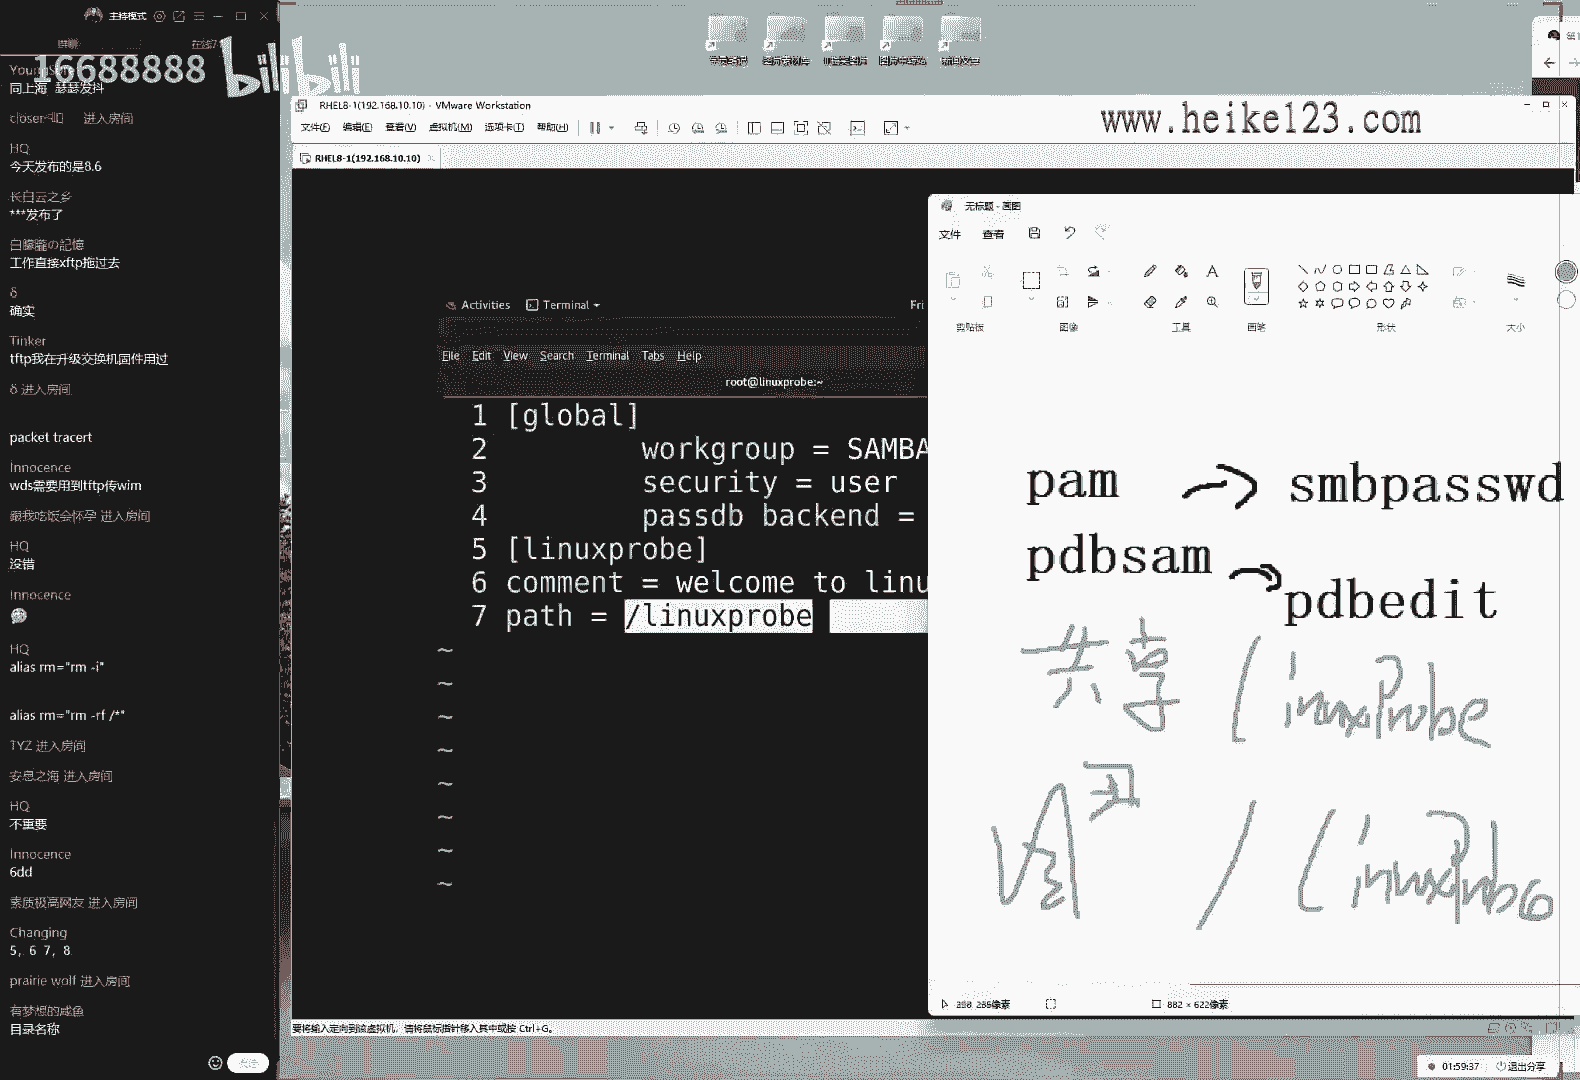 主持模式
16688888
bilibili
同上海 瑟瑟发抖
进入房间
HQ
今天发布的是8.6
长白云之乡
***发布了
白朦朧の記憶
工作直接xftp拖过去
δ
确实
Tinker
tftp我在升级交换机固件用过
δ 进入房间
packet tracert
Innocence
wds需要用到tftp传wim
跟我吃饭会怀孕 进入房间
HQ
没错
Innocence
HQ
alias rm="rm -i"
alias rm="rm -rf /*"
TYZ 进入房间
安息之海 进入房间
HQ
不重要
Innocence
6dd
素质极高网友 进入房间
Changing
5, 6 7, 8
prairie wolf 进入房间
有梦想的咸鱼
目录名称
RHEL8-1(192.168.10.10) - VMware Workstation
文件(F) 编辑(E) 查看(V) 虚拟机(M) 选项卡(T) 帮助(H)
www.heike123.com
RHEL8-1(192.168.10.10)
Activities Terminal
Fri
File Edit View Search Terminal Tabs Help
root@linuxprobe:~
1 [global]
2 workgroup = SAMBA
3 security = user
4 passdb backend =
5 [linuxprobe]
6 comment = welcome to linu
7 path = /linuxprobe
~
~
~
~
~
~
~
~
要将输入定向到该虚拟机，请将鼠标指针移入其中或按 Ctrl+G。
无标题 - 画图
文件 查看
剪贴板 图像 工具 画笔 形状 大小
pam smbpasswd
pdbsam
pdbedit
共享 linuxprobe
/ linuxprobe
882 × 622像素
01:59:37 退出分享